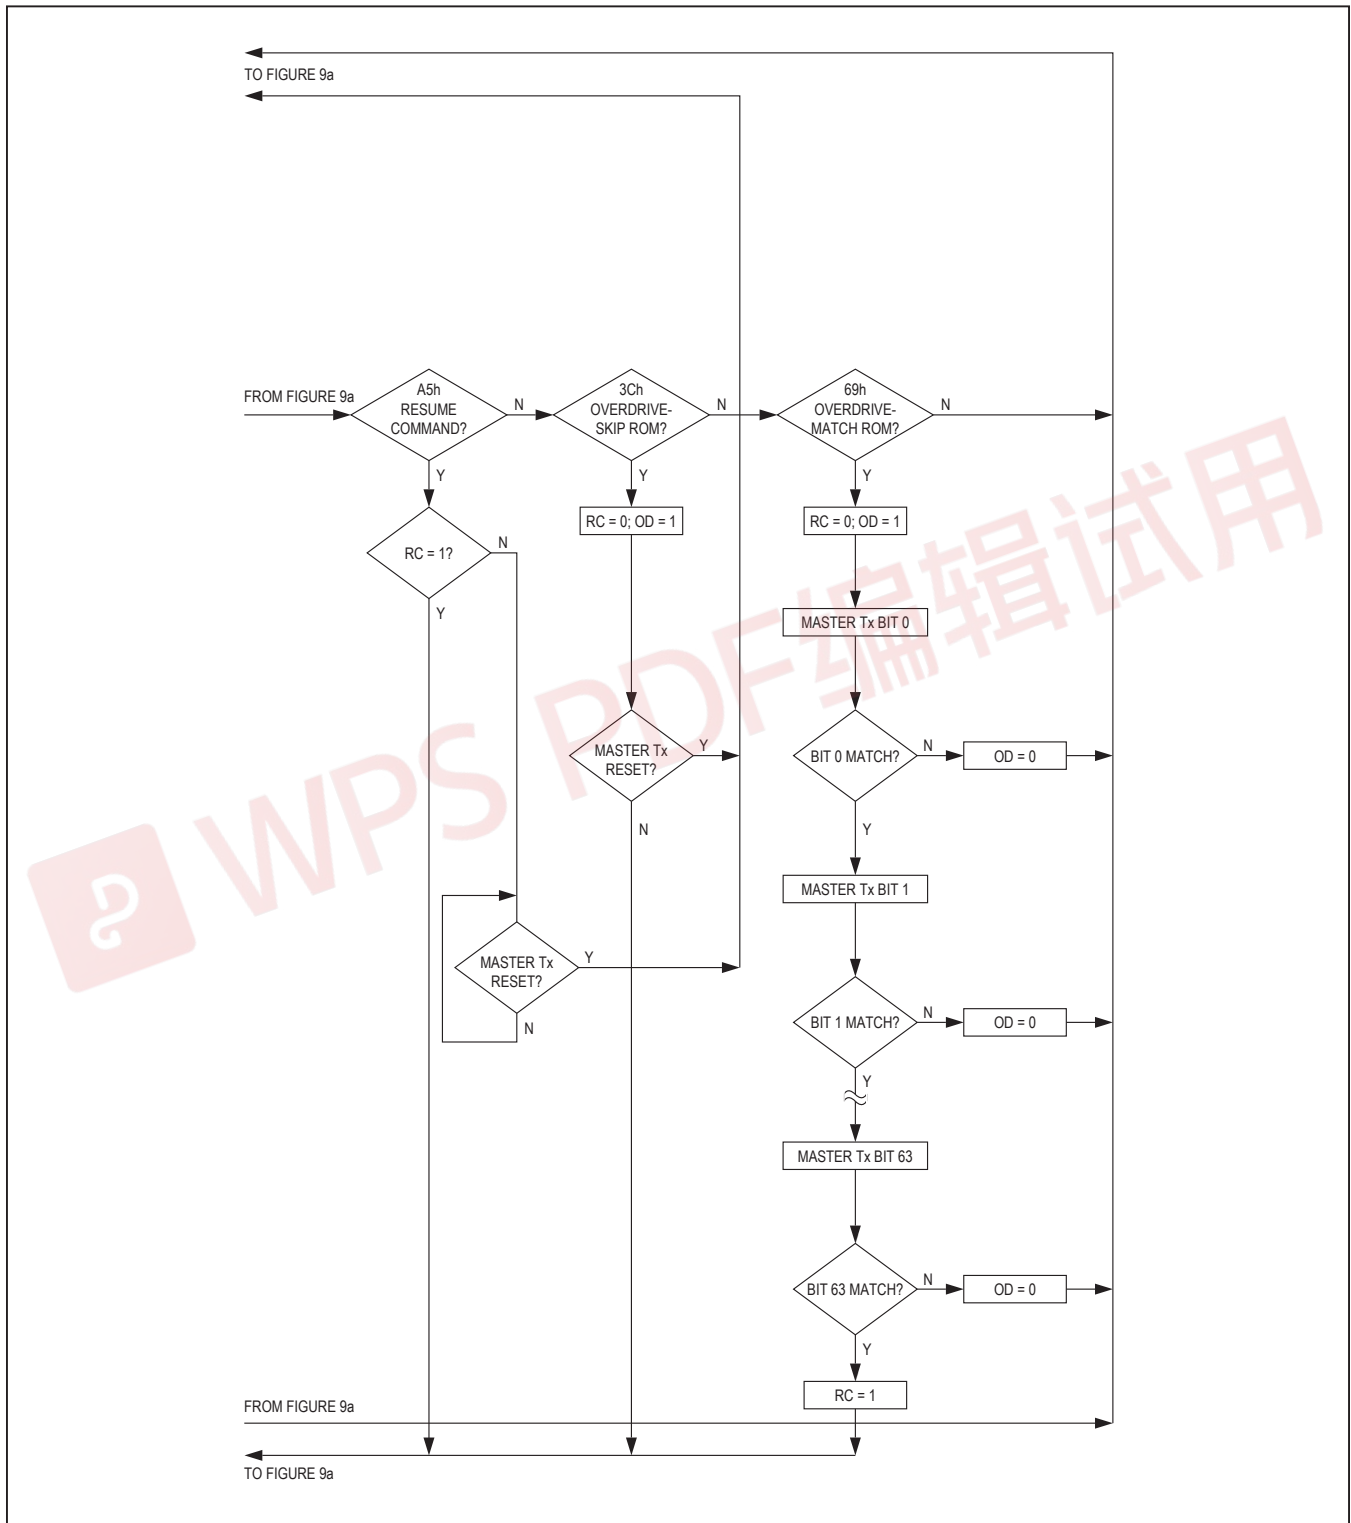 TO FIGURE 9a
FROM FIGURE 9a
A5h
RESUME
COMMAND?
N
3Ch
OVERDRIVE-
SKIP ROM?
N
69h
OVERDRIVE-
MATCH ROM?
N
Y
Y
Y
RC = 1?
N
RC = 0; OD = 1
RC = 0; OD = 1
Y
MASTER Tx BIT 0
MASTER Tx
RESET?
Y
BIT 0 MATCH?
N
OD = 0
N
Y
MASTER Tx BIT 1
MASTER Tx
RESET?
Y
N
BIT 1 MATCH?
N
OD = 0
Y
MASTER Tx BIT 63
BIT 63 MATCH?
N
OD = 0
Y
RC = 1
FROM FIGURE 9a
TO FIGURE 9a
WPS PDF编辑试用